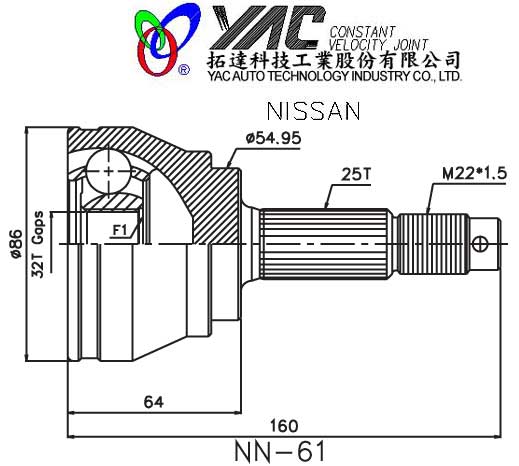 YAC CONSTANT
VELOCITY JOINT
拓達科技工業股份有限公司
YAC AUTO TECHNOLOGY INDUSTRY CO., LTD.
®
NISSAN
ø54.95
25T
M22*1.5
ø86
32T Gaps
F1
64
160
NN-61